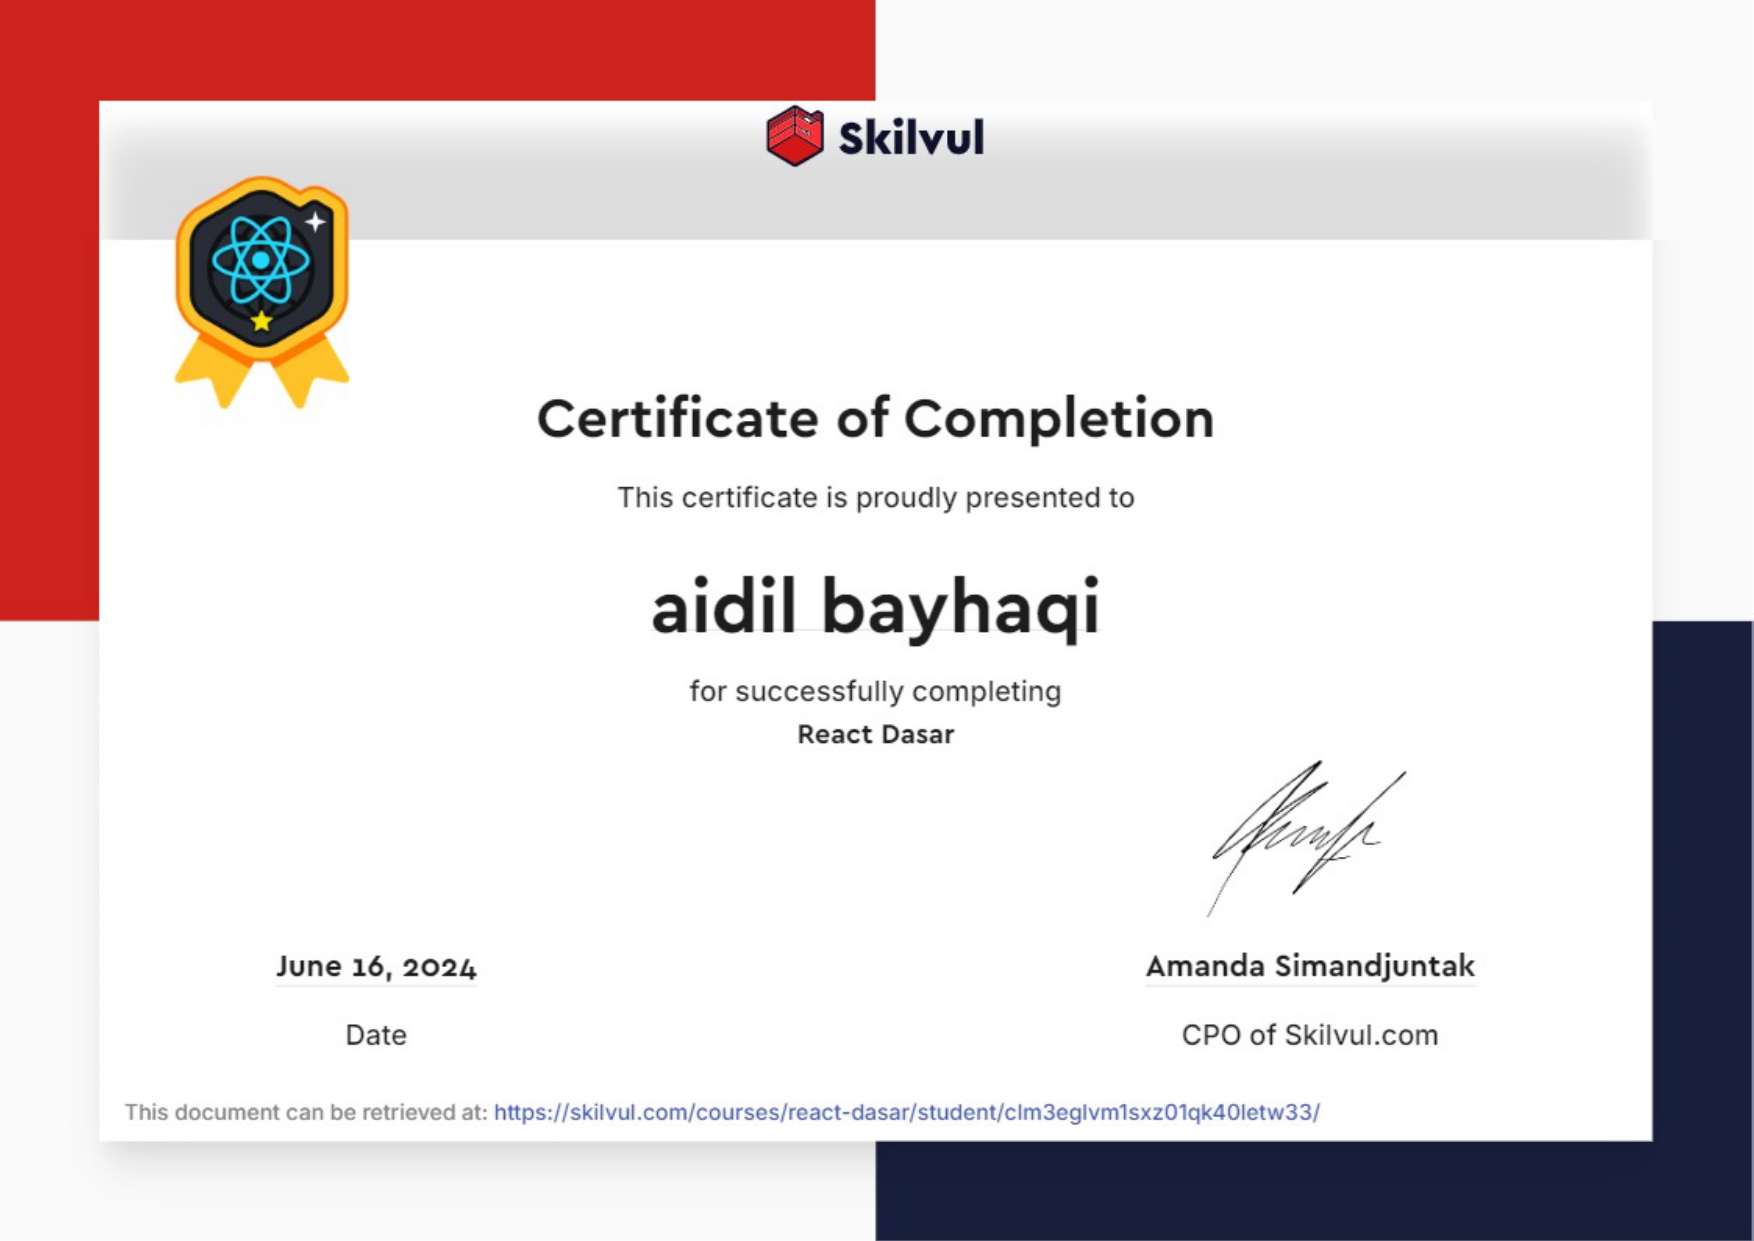 Skilvul
Certificate of Completion
This certificate is proudly presented to
aidil bayhaqi
for successfully completing
React Dasar
June 16, 2024
Date
Amanda Simandjuntak
CPO of Skilvul.com
This document can be retrieved at: https://skilvul.com/courses/react-dasar/student/clm3eglvm1sxz01qk40letw33/